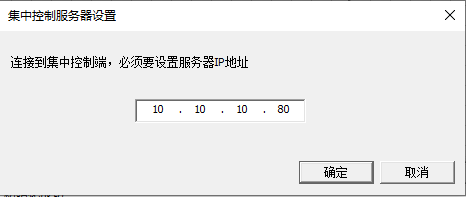 集中控制服务器设置
连接到集中控制端，必须要设置服务器IP地址
10 . 10 . 10 . 80
确定 取消